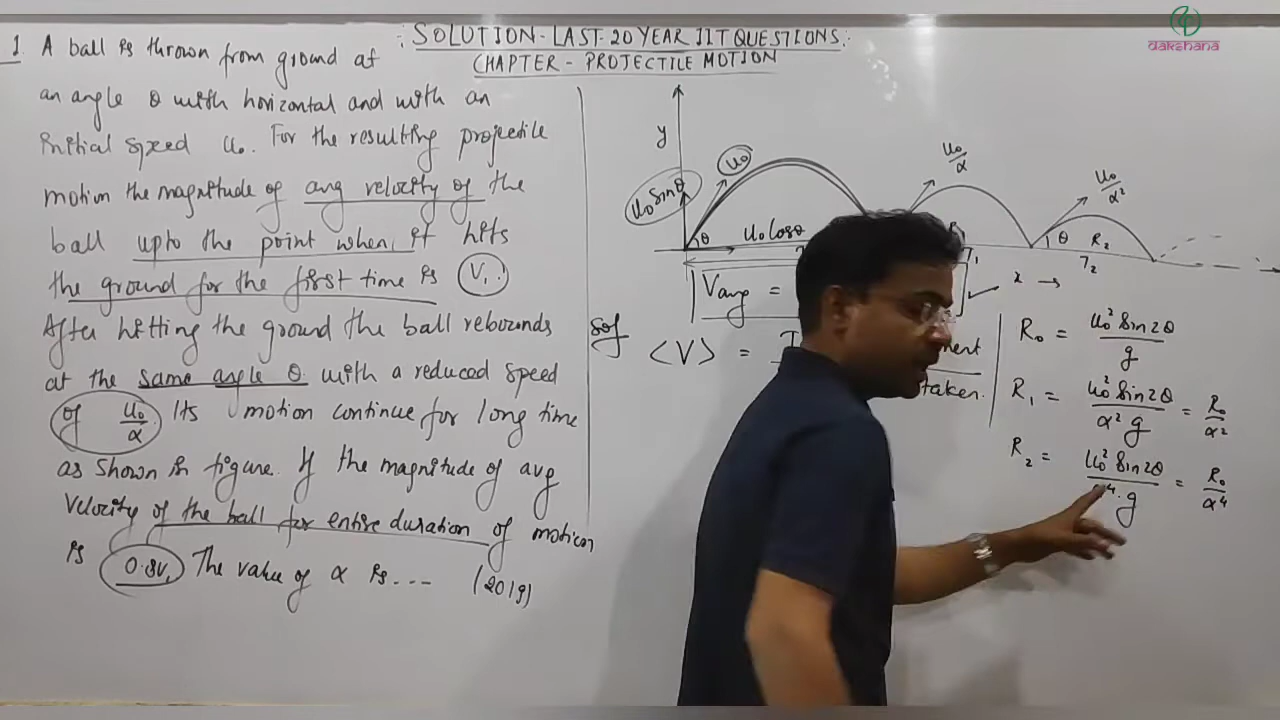 : SOLUTION - LAST 20 YEAR IIT QUESTIONS :
CHAPTER - PROJECTILE MOTION
dakshana
1. A ball is thrown from ground at
an angle θ with horizontal and with an
initial speed u₀. For the resulting projectile
motion the magnitude of avg velocity of the
ball upto the point when it hits
the ground for the first time is V₁.
After hitting the ground the ball rebounds
at the same angle θ with a reduced speed
of u₀/α. Its motion continue for long time
as shown in figure. If the magnitude of avg
velocity of the ball for entire duration of motion
is 0.8V₁ The value of α is.... (2019)
y
u₀ sinθ
u₀
θ
u₀ cosθ
u₀/α
u₀/α²
θ R₂
T₁
T₂
x →
V avg =
Sol
<V> =
taken.
R₀ = u₀² sin2θ / g
R₁ = u₀² sin2θ / α² g = R₀/α²
R₂ = u₀² sin2θ / α⁴·g = R₀/α⁴